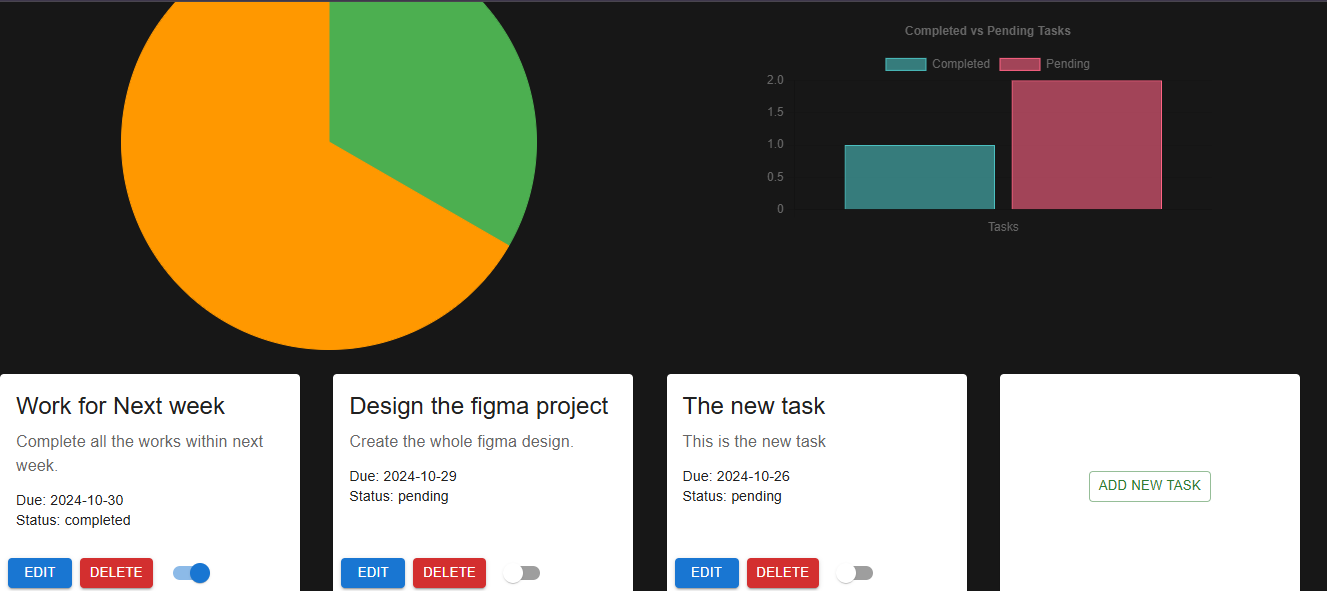 Completed vs Pending Tasks
Completed Pending
2.0
1.5
1.0
0.5
0
Tasks
Work for Next week
Complete all the works within next
week.
Due: 2024-10-30
Status: completed
EDIT DELETE
Design the figma project
Create the whole figma design.
Due: 2024-10-29
Status: pending
EDIT DELETE
The new task
This is the new task
Due: 2024-10-26
Status: pending
EDIT DELETE
ADD NEW TASK